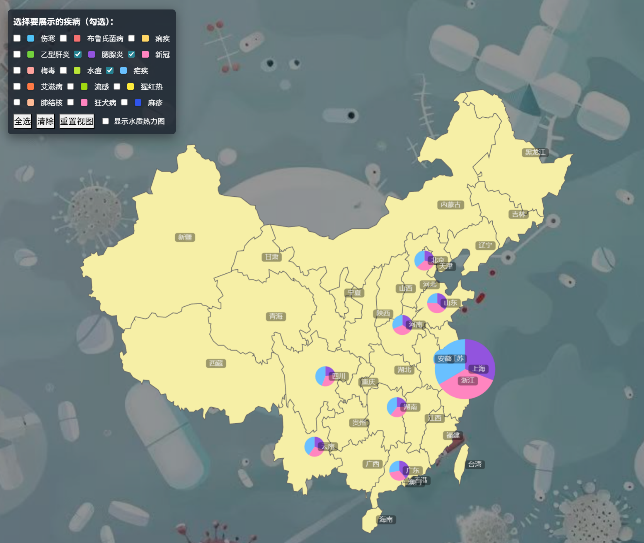 选择要展示的疾病（勾选）：
伤寒 布鲁氏菌病 痢疾
乙型肝炎 膀胱炎 新冠
梅毒 水痘 疟疾
艾滋病 流感 猩红热
肺结核 狂犬病 麻疹
全选 清除 重置视图 显示水质热力图
黑龙江
内蒙古
吉林
新疆
辽宁
甘肃
北京
天津
宁夏
山西
河北
山东
青海
陕西
河南
西藏
安徽
苏
上海
湖北
浙江
四川
重庆
湖南
江西
贵州
福建
云南
广西
广东
台湾
海南